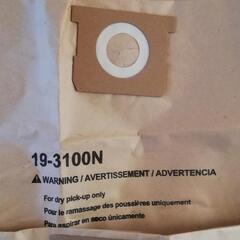 19-3100N
⚠WARNING / AVERTISSEMENT / ADVERTENCIA
For dry pick-up only
Pour le ramassage des poussières uniquement
Para aspirar en seco únicamente